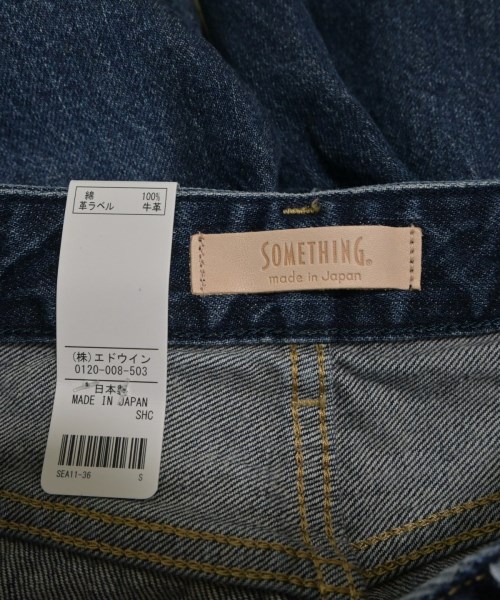 綿 100%
革ラベル 牛革
SOMETHING®
made in Japan
(株)エドウイン
0120-008-503
日本製
MADE IN JAPAN
SHC
SEA11-36 S